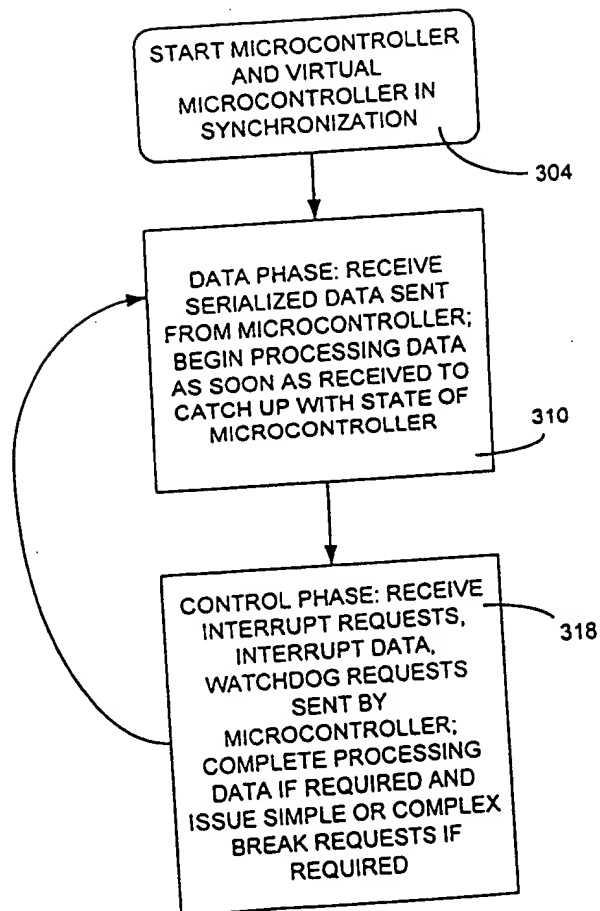 START MICROCONTROLLER
AND VIRTUAL
MICROCONTROLLER IN
SYNCHRONIZATION
304
DATA PHASE: RECEIVE
SERIALIZED DATA SENT
FROM MICROCONTROLLER;
BEGIN PROCESSING DATA
AS SOON AS RECEIVED TO
CATCH UP WITH STATE OF
MICROCONTROLLER
310
CONTROL PHASE: RECEIVE
INTERRUPT REQUESTS,
INTERRUPT DATA,
WATCHDOG REQUESTS
SENT BY
MICROCONTROLLER;
COMPLETE PROCESSING
DATA IF REQUIRED AND
ISSUE SIMPLE OR COMPLEX
BREAK REQUESTS IF
REQUIRED
318